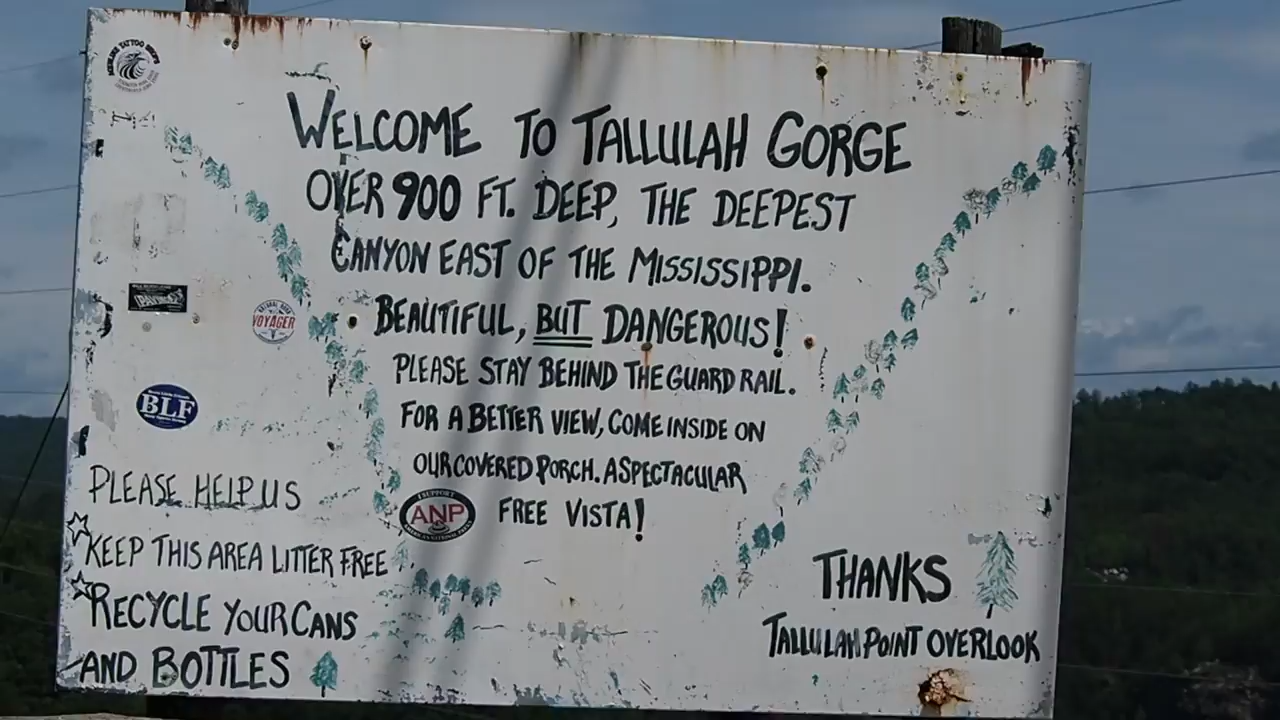 WELCOME TO TALLULAH GORGE
OVER 900 FT. DEEP, THE DEEPEST
CANYON EAST OF THE MISSISSIPPI.
BEAUTIFUL, BUT DANGEROUS!
PLEASE STAY BEHIND THE GUARD RAIL.
FOR A BETTER VIEW, COME INSIDE ON
OUR COVERED PORCH. A SPECTACULAR
FREE VISTA!
VOYAGER
BLF
I SUPPORT
ANP
PLEASE HELP US
KEEP THIS AREA LITTER FREE
RECYCLE YOUR CANS
AND BOTTLES
THANKS
TALLULAH POINT OVERLOOK